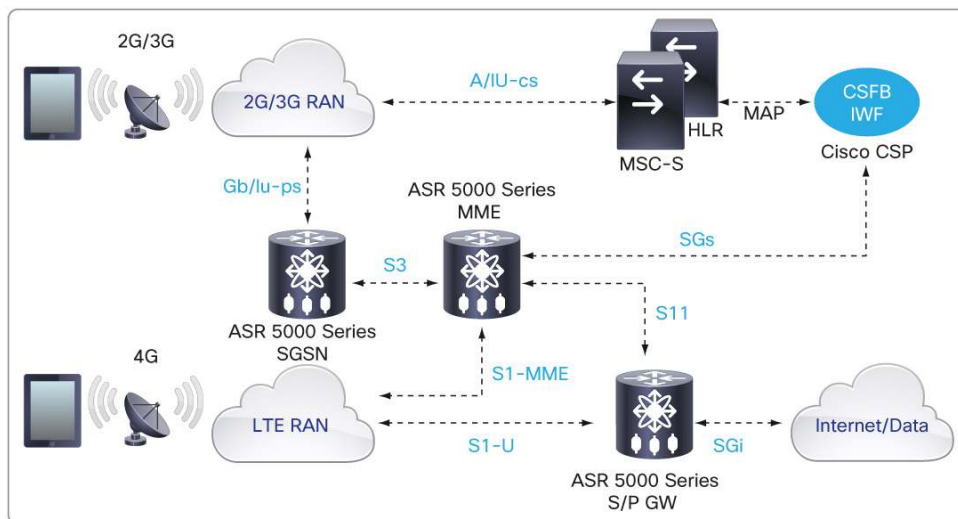 2G/3G
2G/3G RAN
A/IU-cs
HLR
MSC-S
MAP
CSFB
IWF
Cisco CSP
Gb/Iu-ps
ASR 5000 Series
MME
SGs
S3
ASR 5000 Series
SGSN
S11
4G
S1-MME
LTE RAN
S1-U
SGi
Internet/Data
ASR 5000 Series
S/P GW